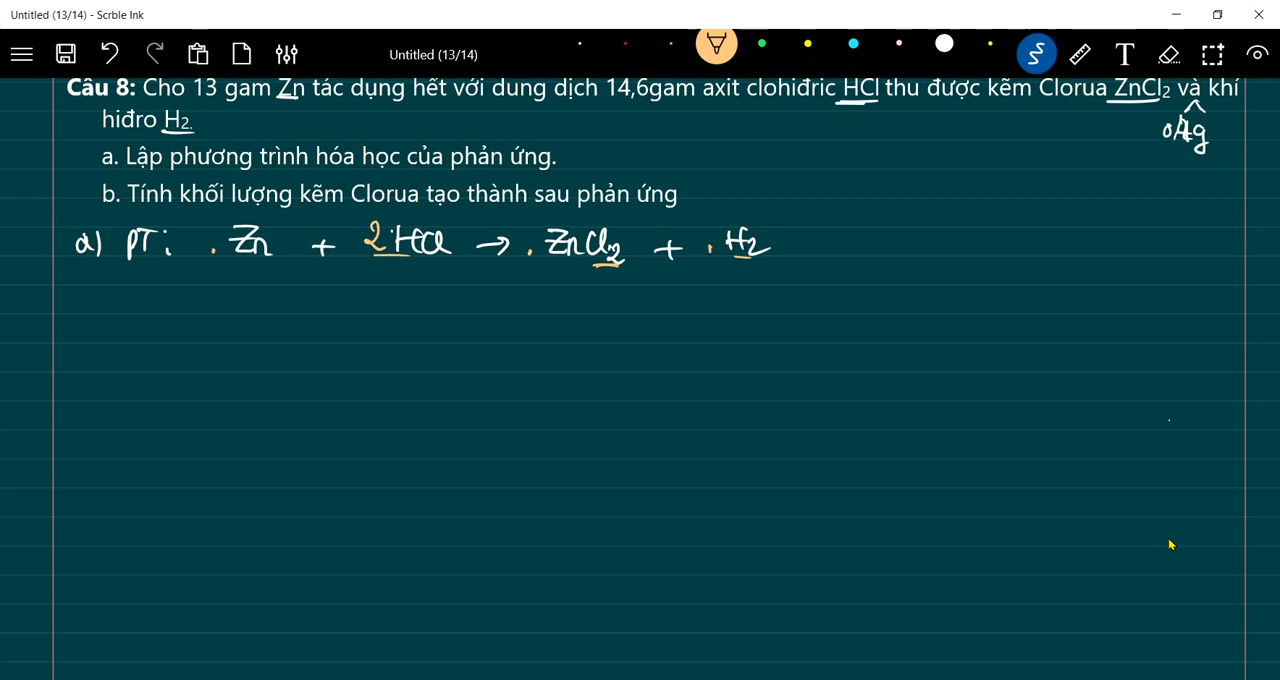 Untitled (13/14) - Scrble Ink
Untitled (13/14)
T
Câu 8: Cho 13 gam Zn tác dụng hết với dung dịch 14,6gam axit clohiđric HCl thu được kẽm Clorua ZnCl2 và khí
hiđro H2.
a. Lập phương trình hóa học của phản ứng.
b. Tính khối lượng kẽm Clorua tạo thành sau phản ứng
a) PT: Zn + 2HCl → ZnCl2 + H2